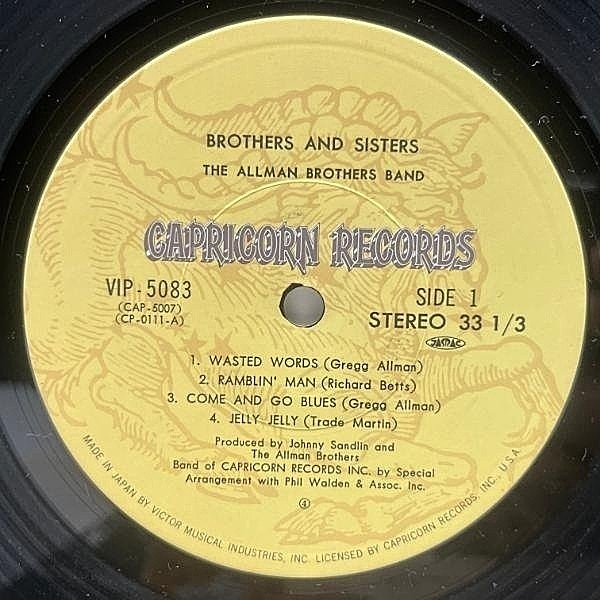 BROTHERS AND SISTERS
THE ALLMAN BROTHERS BAND
CAPRICORN RECORDS
VIP-5083
(CAP-5007)
(CP-0111-A)
SIDE 1
STEREO 33 1/3
JASRAC
1. WASTED WORDS (Gregg Allman)
2. RAMBLIN' MAN (Richard Betts)
3. COME AND GO BLUES (Gregg Allman)
4. JELLY JELLY (Trade Martin)
Produced by Johnny Sandlin and
The Allman Brothers
Band of CAPRICORN RECORDS INC. by Special
Arrangement with Phil Walden & Assoc. Inc.
④
MADE IN JAPAN BY VICTOR MUSICAL INDUSTRIES, INC. LICENSED BY CAPRICORN RECORDS, INC., U.S.A.